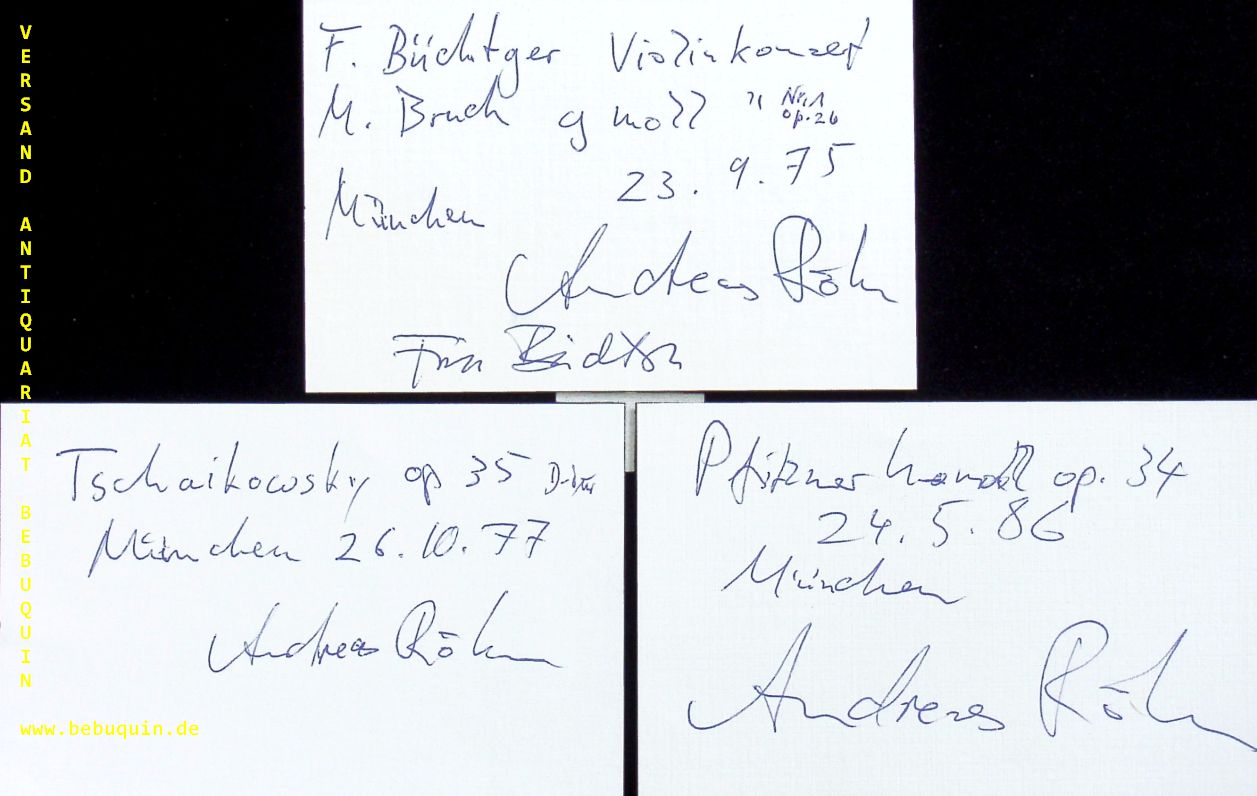 F. Büchtger Violinkonzert
M. Bruch g moll " Nr. 1
op. 26
23. 9. 75
München
Andreas Röhn
Tschaikowsky op 35 D-Dur
München 26. 10. 77
Andreas Röhn
Pfitzner h-moll op. 34
24. 5. 86
München
Andreas Röhn
VERSAND ANTIQUARIAT BEBUQUIN
www.bebuquin.de